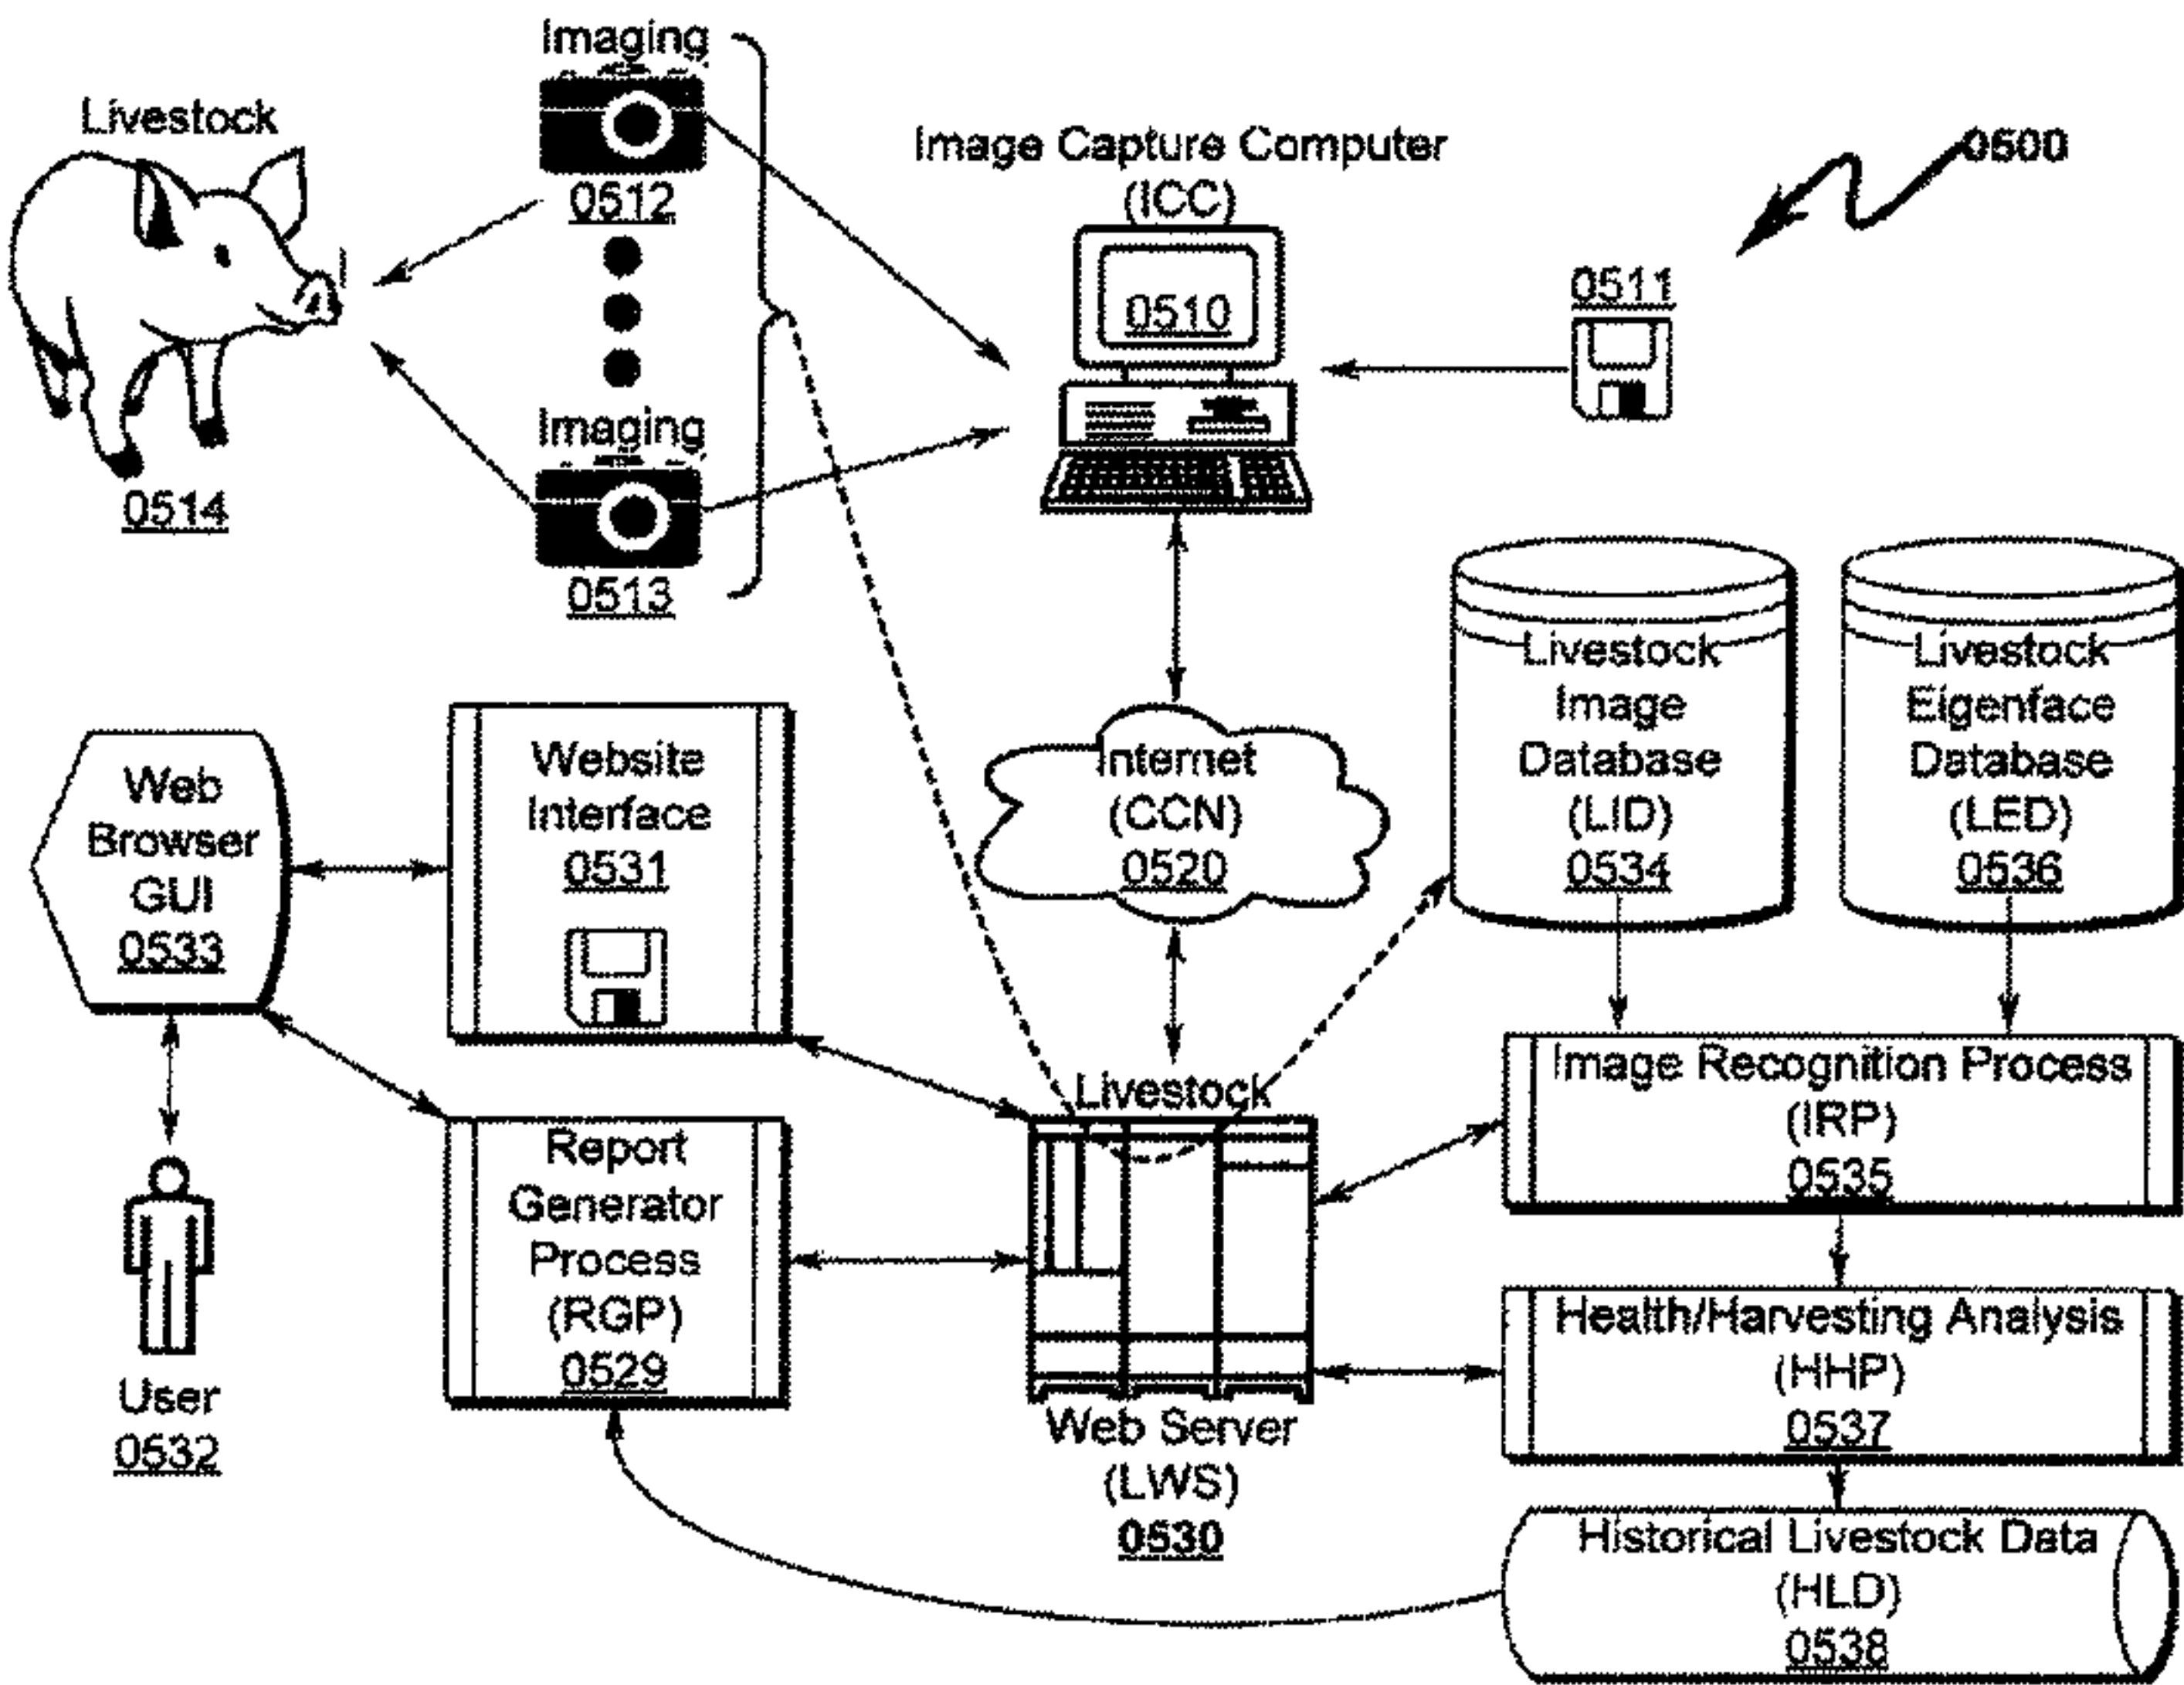 Imaging
0512
Livestock
0514
Imaging
0513
Image Capture Computer
(ICC)
0510
0500
0511
Web
Browser
GUI
0533
Website
Interface
0531
Internet
(CCN)
0520
Livestock
Image
Database
(LID)
0534
Livestock
Eigenface
Database
(LED)
0536
User
0532
Report
Generator
Process
(RGP)
0529
Livestock
Web Server
(LWS)
0530
Image Recognition Process
(IRP)
0535
Health/Harvesting Analysis
(HHP)
0537
Historical Livestock Data
(HLD)
0538